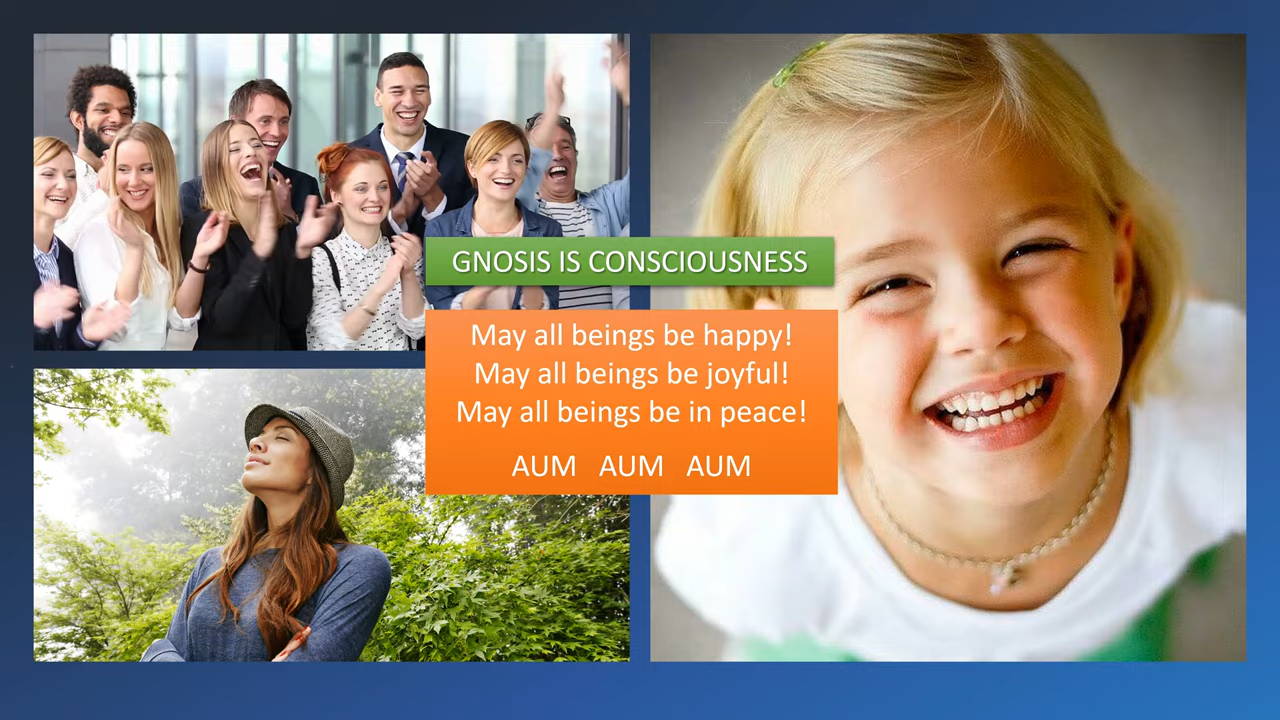 GNOSIS IS CONSCIOUSNESS
May all beings be happy!
May all beings be joyful!
May all beings be in peace!
AUM AUM AUM